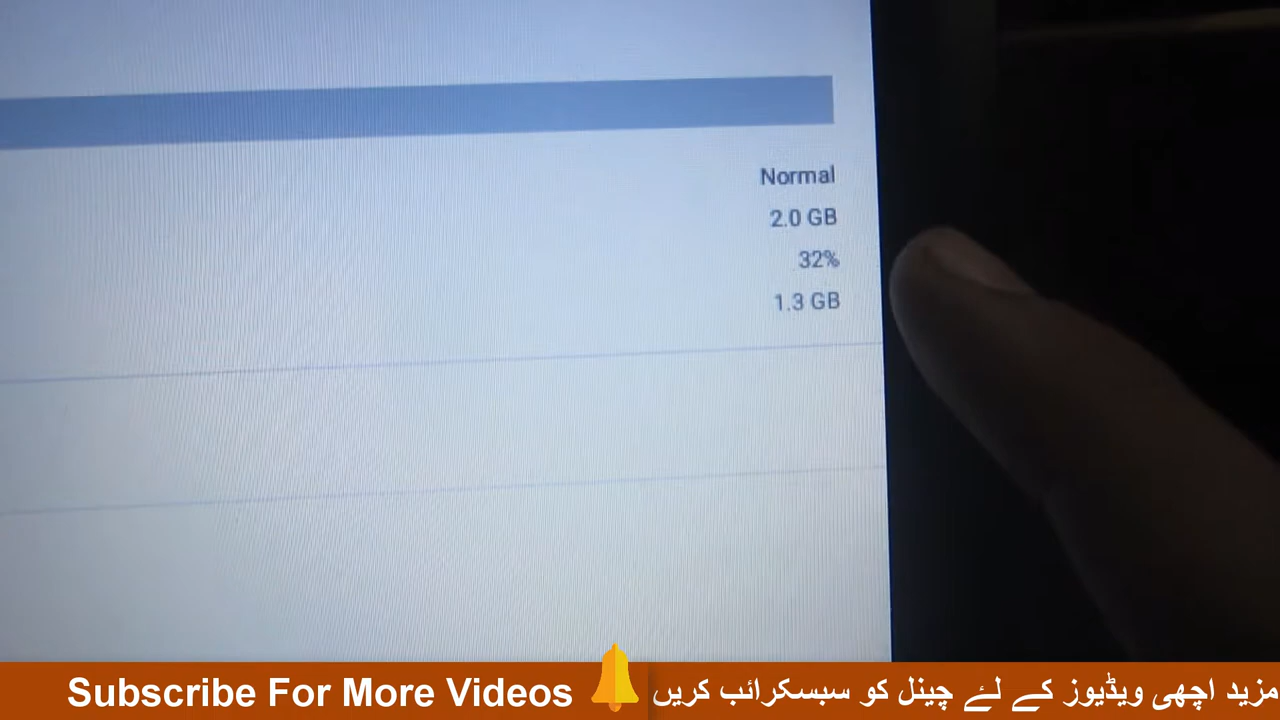 Normal
2.0 GB
32%
1.3 GB
Subscribe For More Videos
مزید اچھی ویڈیوز کے لئے چینل کو سبسکرائب کریں